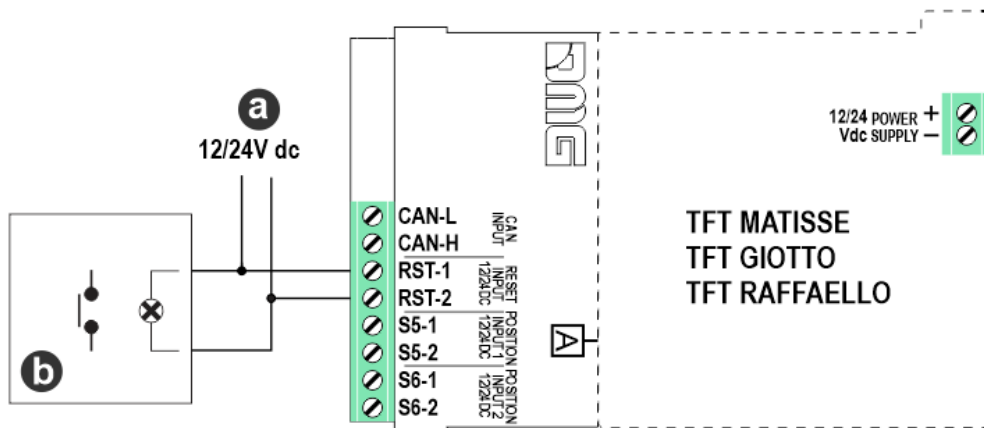 a
12/24V dc
b
DMG
CAN-L
CAN-H
RST-1
RST-2
S5-1
S5-2
S6-1
S6-2
CAN
INPUT
RESET
INPUT
12/24DC
POSITION
INPUT 1
12/24DC
POSITION
INPUT 2
12/24DC
A
12/24 POWER +
Vdc SUPPLY –
TFT MATISSE
TFT GIOTTO
TFT RAFFAELLO